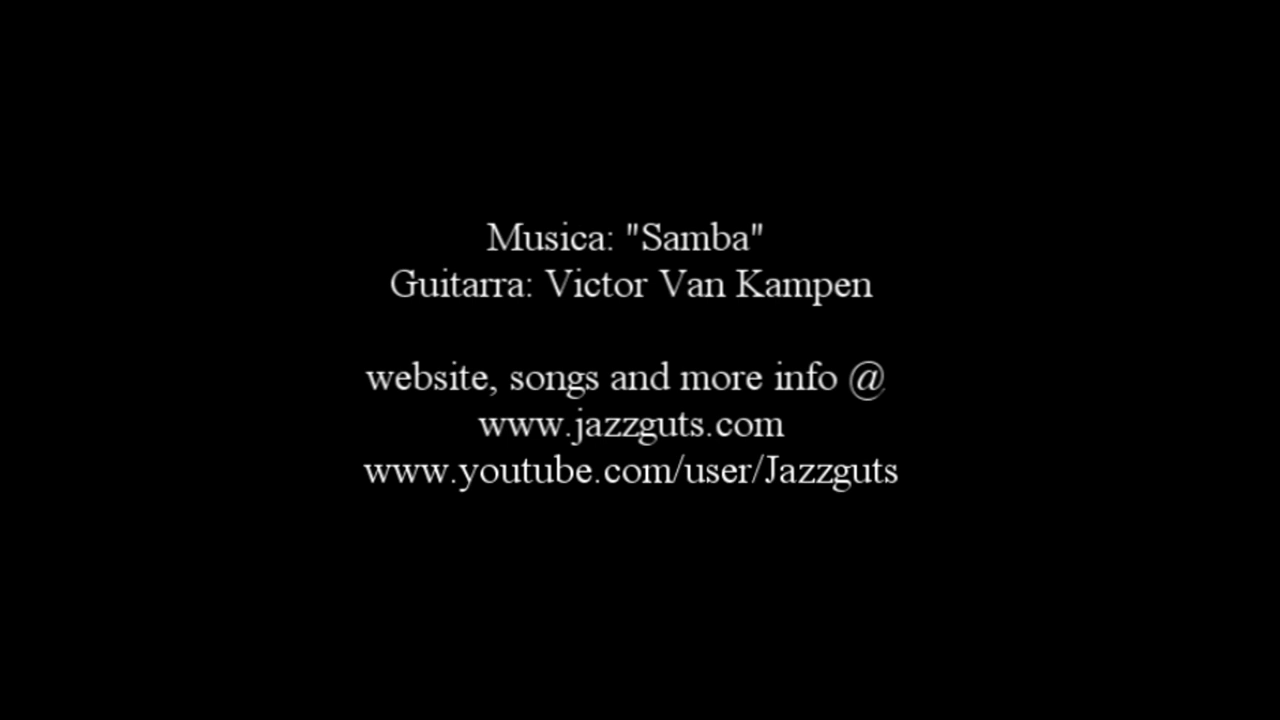 Musica: "Samba"
Guitarra: Victor Van Kampen
website, songs and more info @
www.jazzguts.com
www.youtube.com/user/Jazzguts